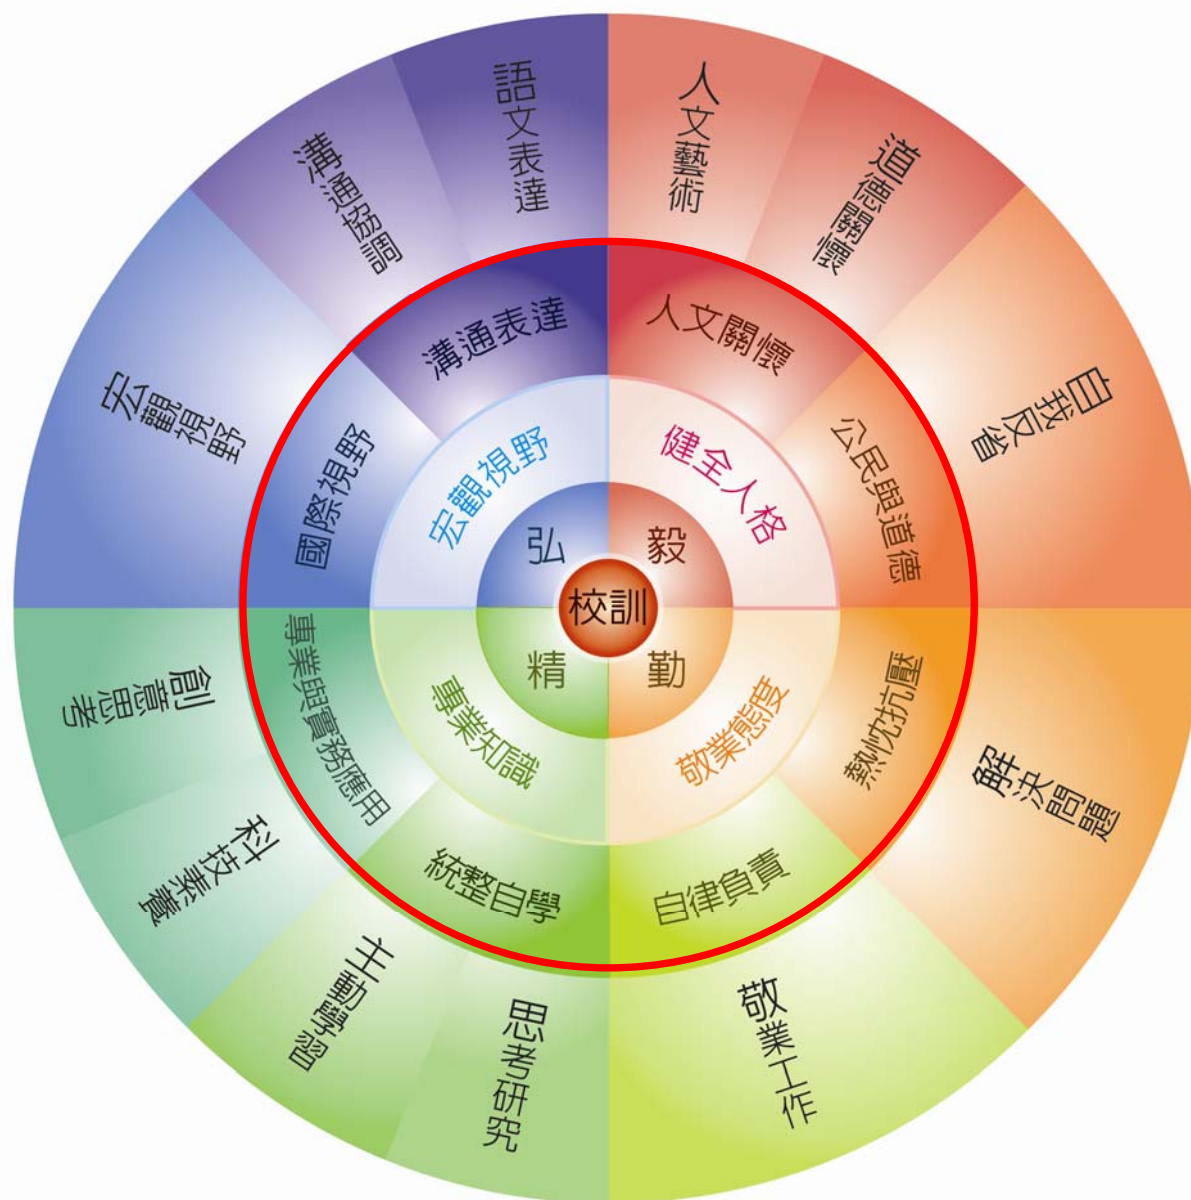 校訓
毅
勤
精
弘
健全人格
敬業態度
專業知識
宏觀視野
人文關懷
公民與道德
熱忱抗壓
自律負責
統整自學
專業與實務應用
國際視野
溝通表達
人文藝術
道德關懷
自我反省
解決問題
敬業工作
思考研究
主動學習
科技素養
創意思考
宏觀視野
溝通協調
語文表達